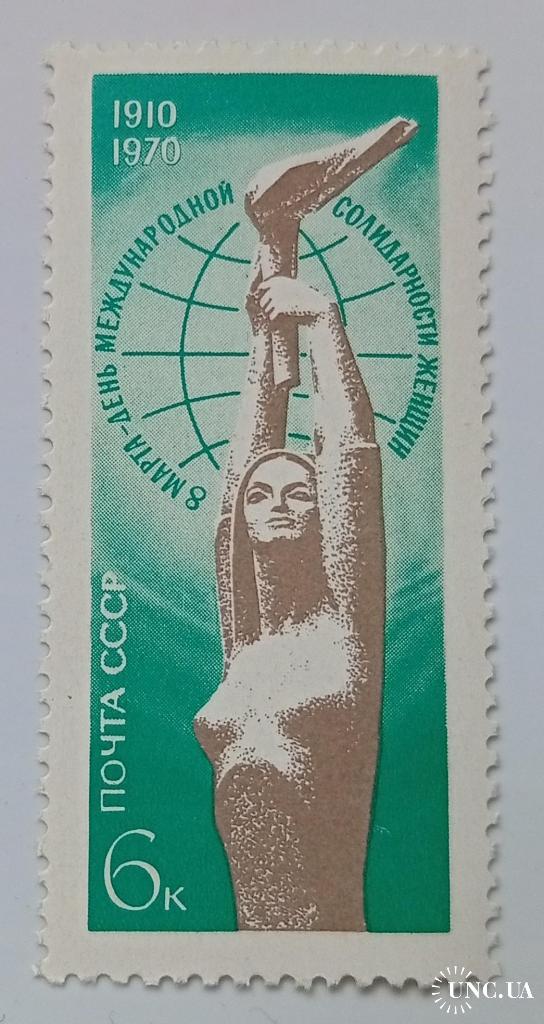 1910
1970
8 МАРТА-ДЕНЬ МЕЖДУНАРОДНОЙ СОЛИДАРНОСТИ ЖЕНЩИН
ПОЧТА СССР
6к
UNC.UA